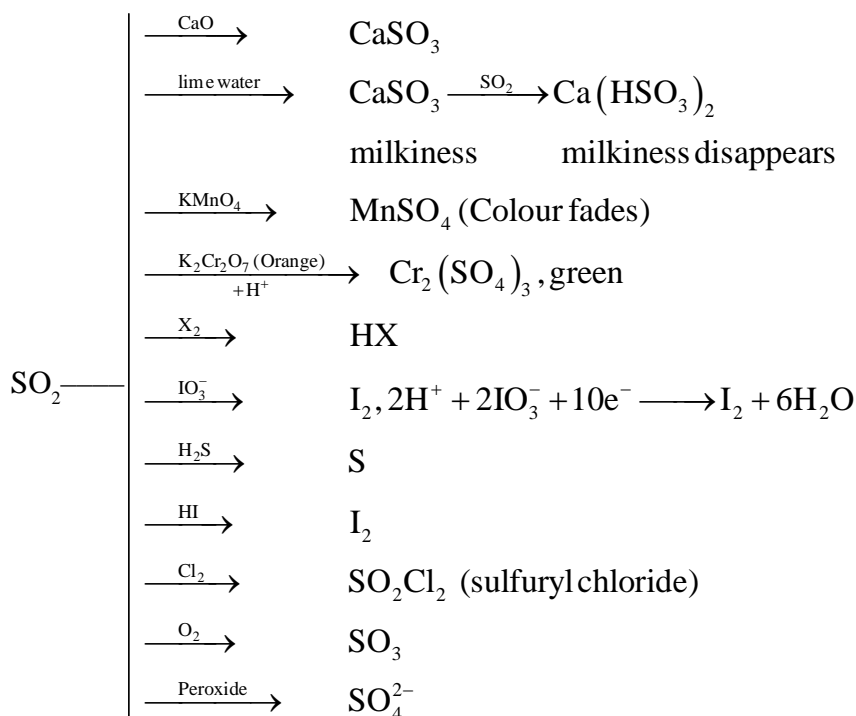 CaO CaSO₃
lime water CaSO₃ SO₂ ⟶ Ca(HSO₃)₂
milkiness milkiness disappears
KMnO₄ MnSO₄ (Colour fades)
K₂Cr₂O₇ (Orange) +H⁺ Cr₂(SO₄)₃, green
X₂ HX
SO₂ IO₃⁻ I₂, 2H⁺ + 2IO₃⁻ + 10e⁻ ⟶ I₂ + 6H₂O
H₂S S
HI I₂
Cl₂ SO₂Cl₂ (sulfuryl chloride)
O₂ SO₃
Peroxide SO₄²⁻